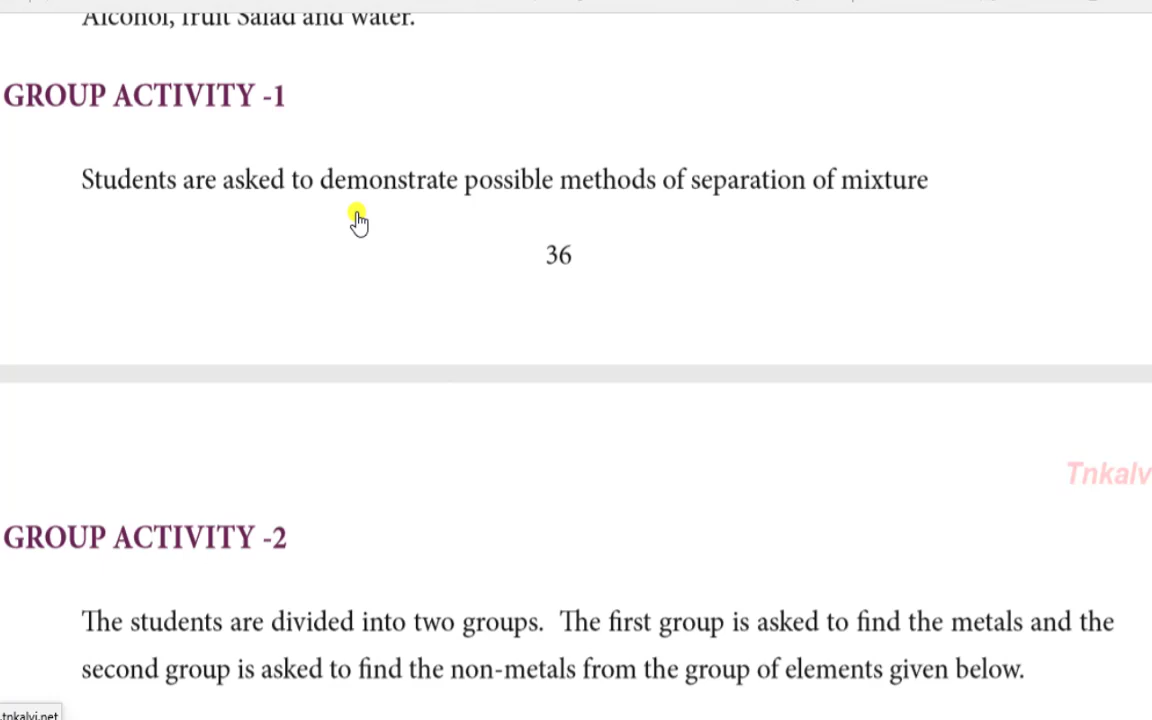 Alcohol, fruit Salad and water.
GROUP ACTIVITY -1
Students are asked to demonstrate possible methods of separation of mixture
36
Tnkalv
GROUP ACTIVITY -2
The students are divided into two groups. The first group is asked to find the metals and the
second group is asked to find the non-metals from the group of elements given below.
.tnkalvi.net